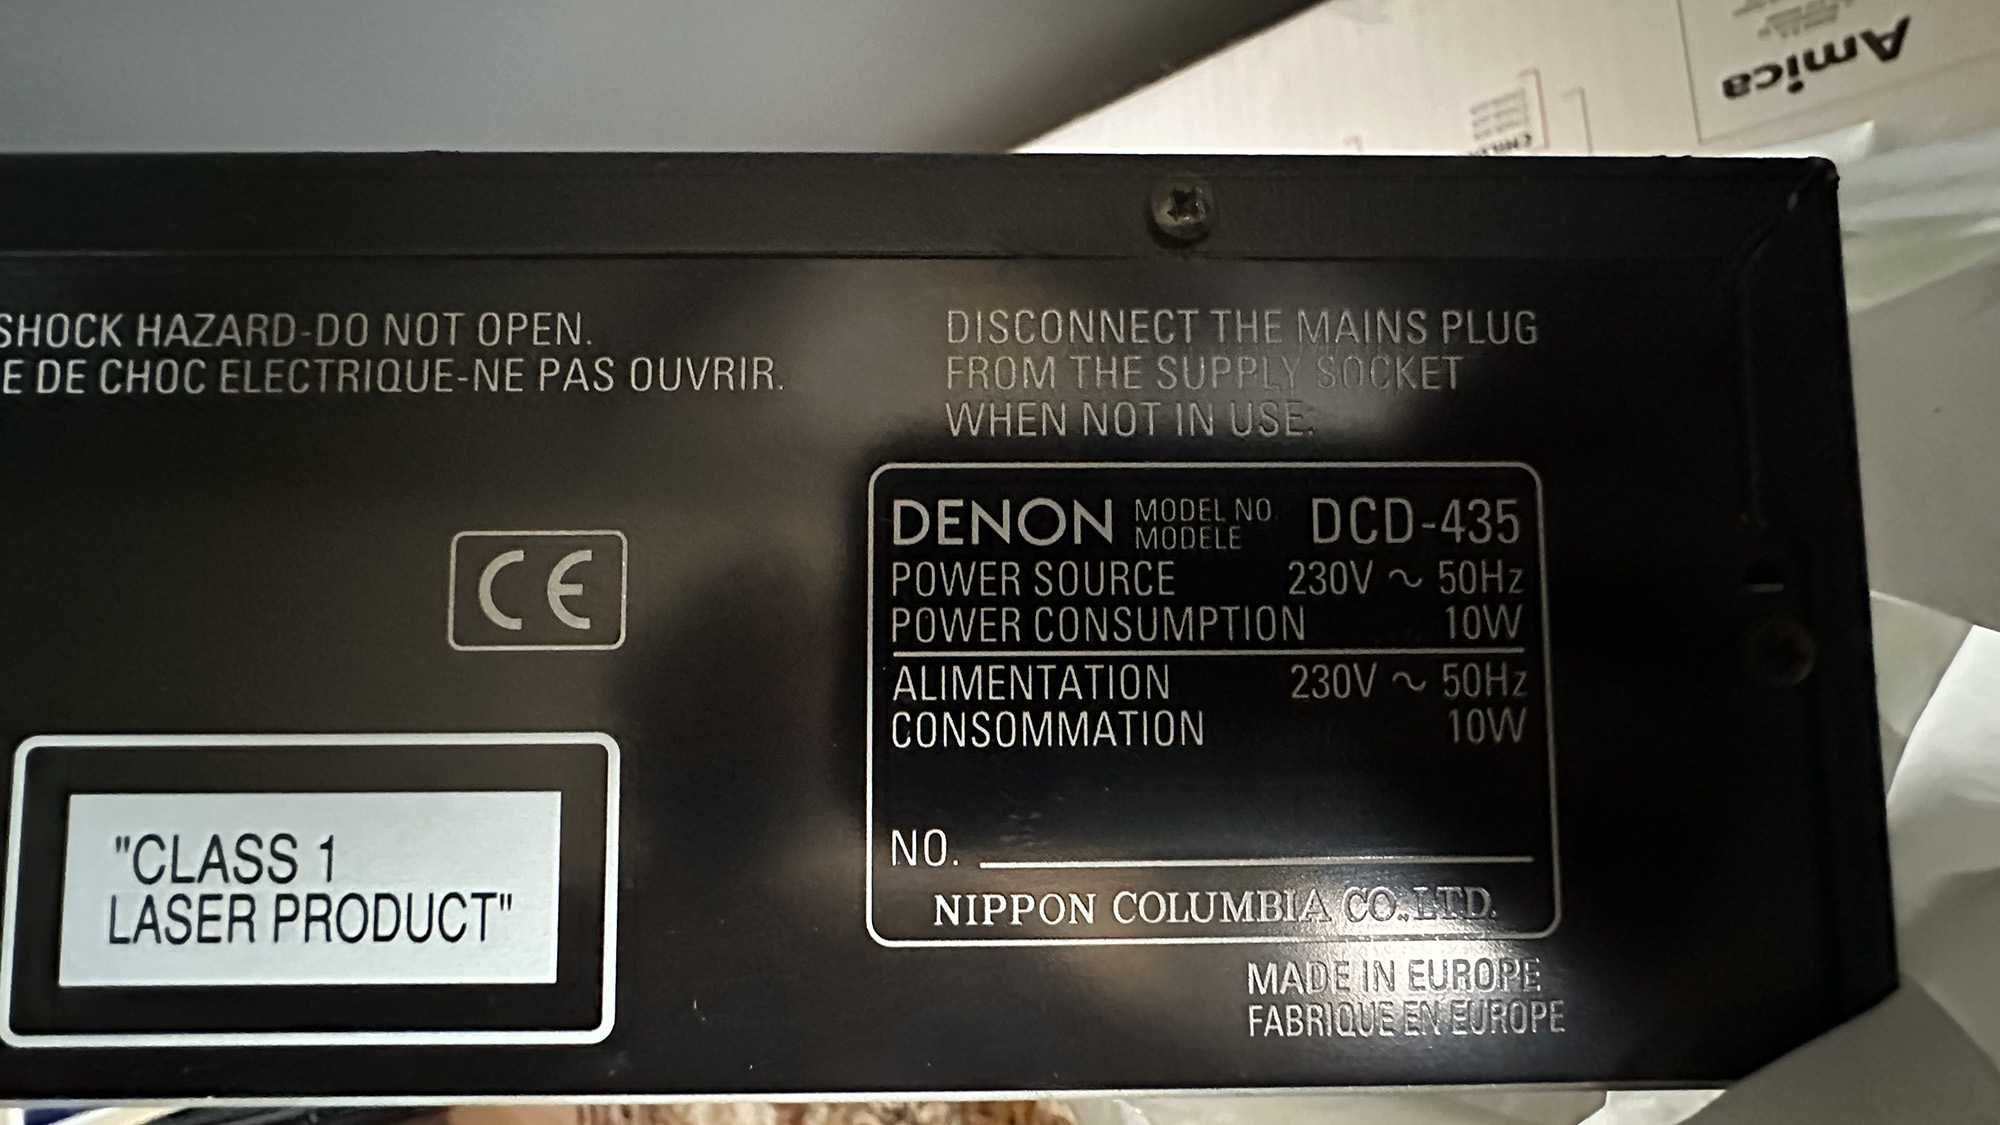 Amica
SHOCK HAZARD-DO NOT OPEN.
E DE CHOC ELECTRIQUE-NE PAS OUVRIR.
DISCONNECT THE MAINS PLUG
FROM THE SUPPLY SOCKET
WHEN NOT IN USE.
CE
"CLASS 1
LASER PRODUCT"
DENON MODEL NO. DCD-435
MODELE
POWER SOURCE 230V ~ 50Hz
POWER CONSUMPTION 10W
ALIMENTATION 230V ~ 50Hz
CONSOMMATION 10W
NO.
NIPPON COLUMBIA CO.,LTD.
MADE IN EUROPE
FABRIQUE EN EUROPE